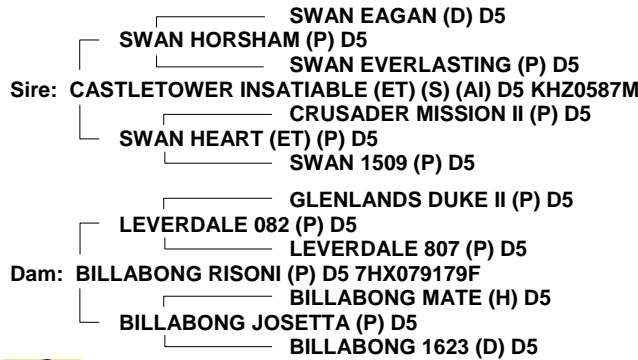 SWAN EAGAN (D) D5
SWAN HORSHAM (P) D5
SWAN EVERLASTING (P) D5
Sire: CASTLETOWER INSATIABLE (ET) (S) (AI) D5 KHZ0587M
CRUSADER MISSION II (P) D5
SWAN HEART (ET) (P) D5
SWAN 1509 (P) D5
GLENLANDS DUKE II (P) D5
LEVERDALE 082 (P) D5
LEVERDALE 807 (P) D5
Dam: BILLABONG RISONI (P) D5 7HX079179F
BILLABONG MATE (H) D5
BILLABONG JOSETTA (P) D5
BILLABONG 1623 (D) D5